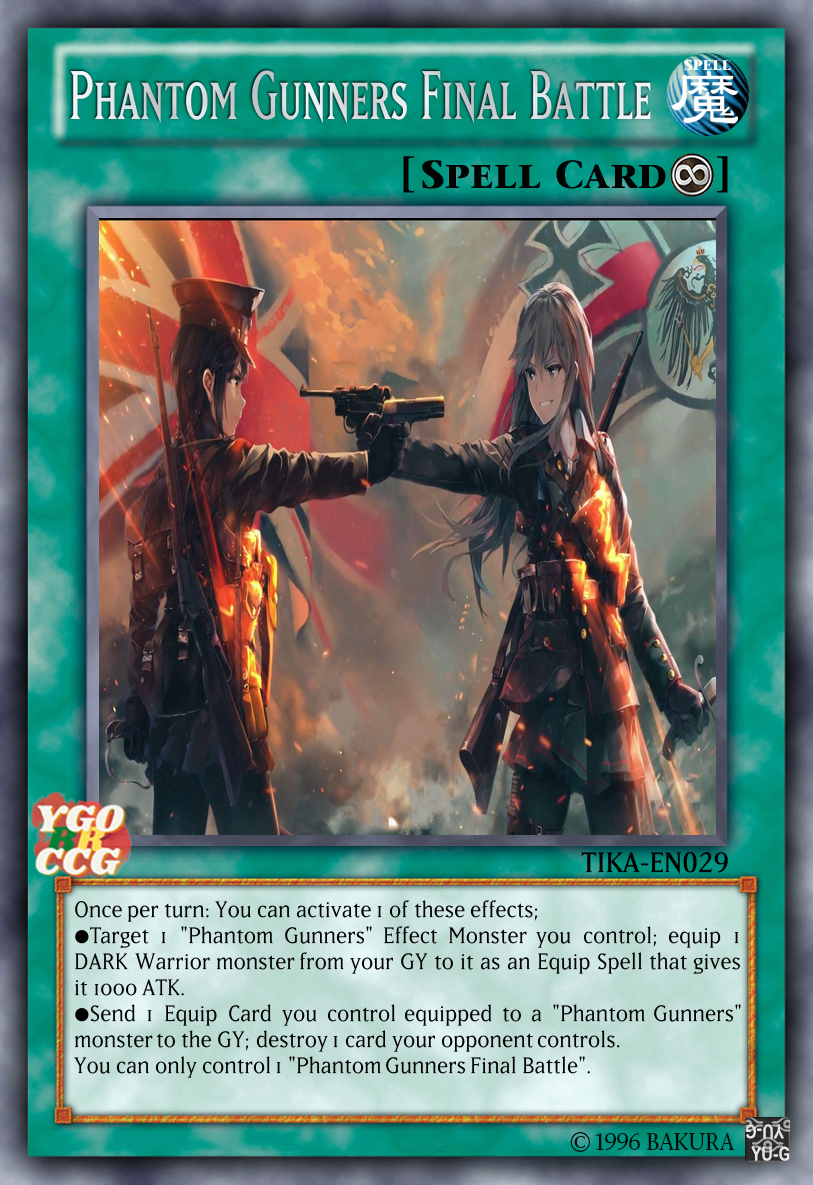 Phantom Gunners Final Battle
SPELL
魔
[Spell Card∞]
YGO
BR
CCG
TIKA-EN029
Once per turn: You can activate 1 of these effects;
●Target 1 "Phantom Gunners" Effect Monster you control; equip 1
DARK Warrior monster from your GY to it as an Equip Spell that gives
it 1000 ATK.
●Send 1 Equip Card you control equipped to a "Phantom Gunners"
monster to the GY; destroy 1 card your opponent controls.
You can only control 1 "Phantom Gunners Final Battle".
© 1996 BAKURA
YU-G
YU-G